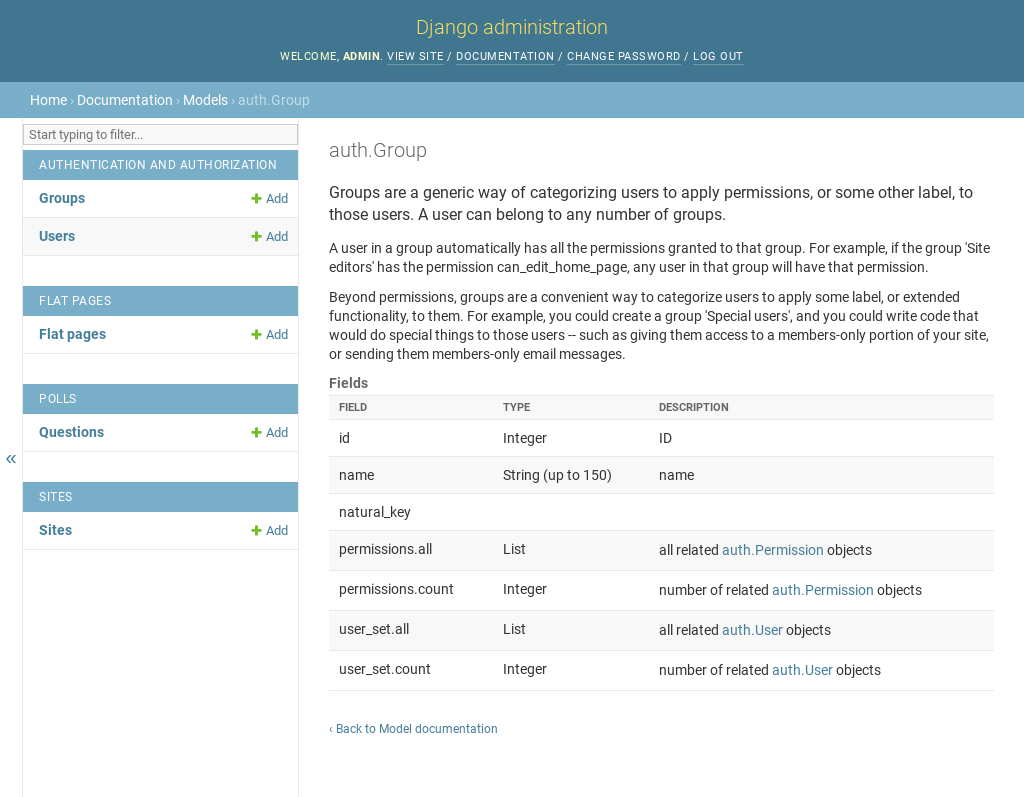 Django administration
WELCOME, ADMIN. VIEW SITE / DOCUMENTATION / CHANGE PASSWORD / LOG OUT
Home › Documentation › Models › auth.Group
Start typing to filter...
AUTHENTICATION AND AUTHORIZATION
Groups Add
Users Add
FLAT PAGES
Flat pages Add
POLLS
Questions Add
SITES
Sites Add
«
auth.Group
Groups are a generic way of categorizing users to apply permissions, or some other label, to
those users. A user can belong to any number of groups.
A user in a group automatically has all the permissions granted to that group. For example, if the group 'Site
editors' has the permission can_edit_home_page, any user in that group will have that permission.
Beyond permissions, groups are a convenient way to categorize users to apply some label, or extended
functionality, to them. For example, you could create a group 'Special users', and you could write code that
would do special things to those users -- such as giving them access to a members-only portion of your site,
or sending them members-only email messages.
Fields
FIELD TYPE DESCRIPTION
id Integer ID
name String (up to 150) name
natural_key
permissions.all List all related auth.Permission objects
permissions.count Integer number of related auth.Permission objects
user_set.all List all related auth.User objects
user_set.count Integer number of related auth.User objects
‹ Back to Model documentation